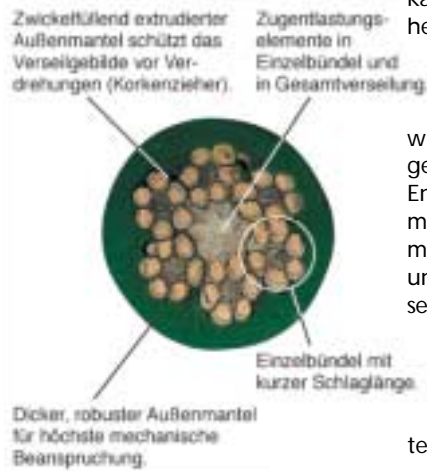 Zwickelfüllend extrudierter
Außenmantel schützt das
Verseilgebilde vor Ver-
drehungen (Korkenzieher).
Zugentlastungs-
elemente in
Einzelbündel und
in Gesamtverseilung.
Einzelbündel mit
kurzer Schlaglänge.
Dicker, robuster Außenmantel
für höchste mechanische
Beanspruchung.